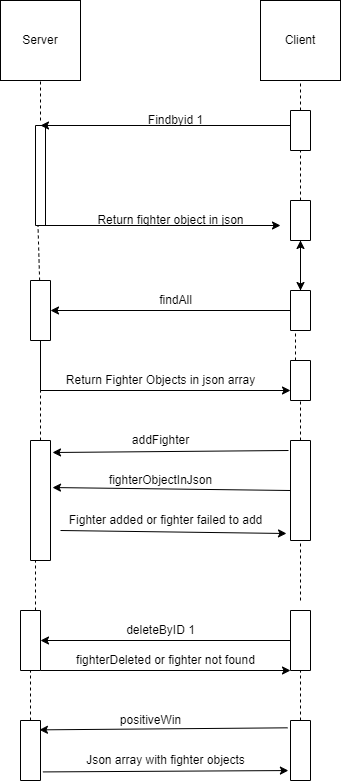 Server
Client
Findbyid 1
Return fighter object in json
findAll
Return Fighter Objects in json array
addFighter
fighterObjectInJson
Fighter added or fighter failed to add
deleteByID 1
fighterDeleted or fighter not found
positiveWin
Json array with fighter objects